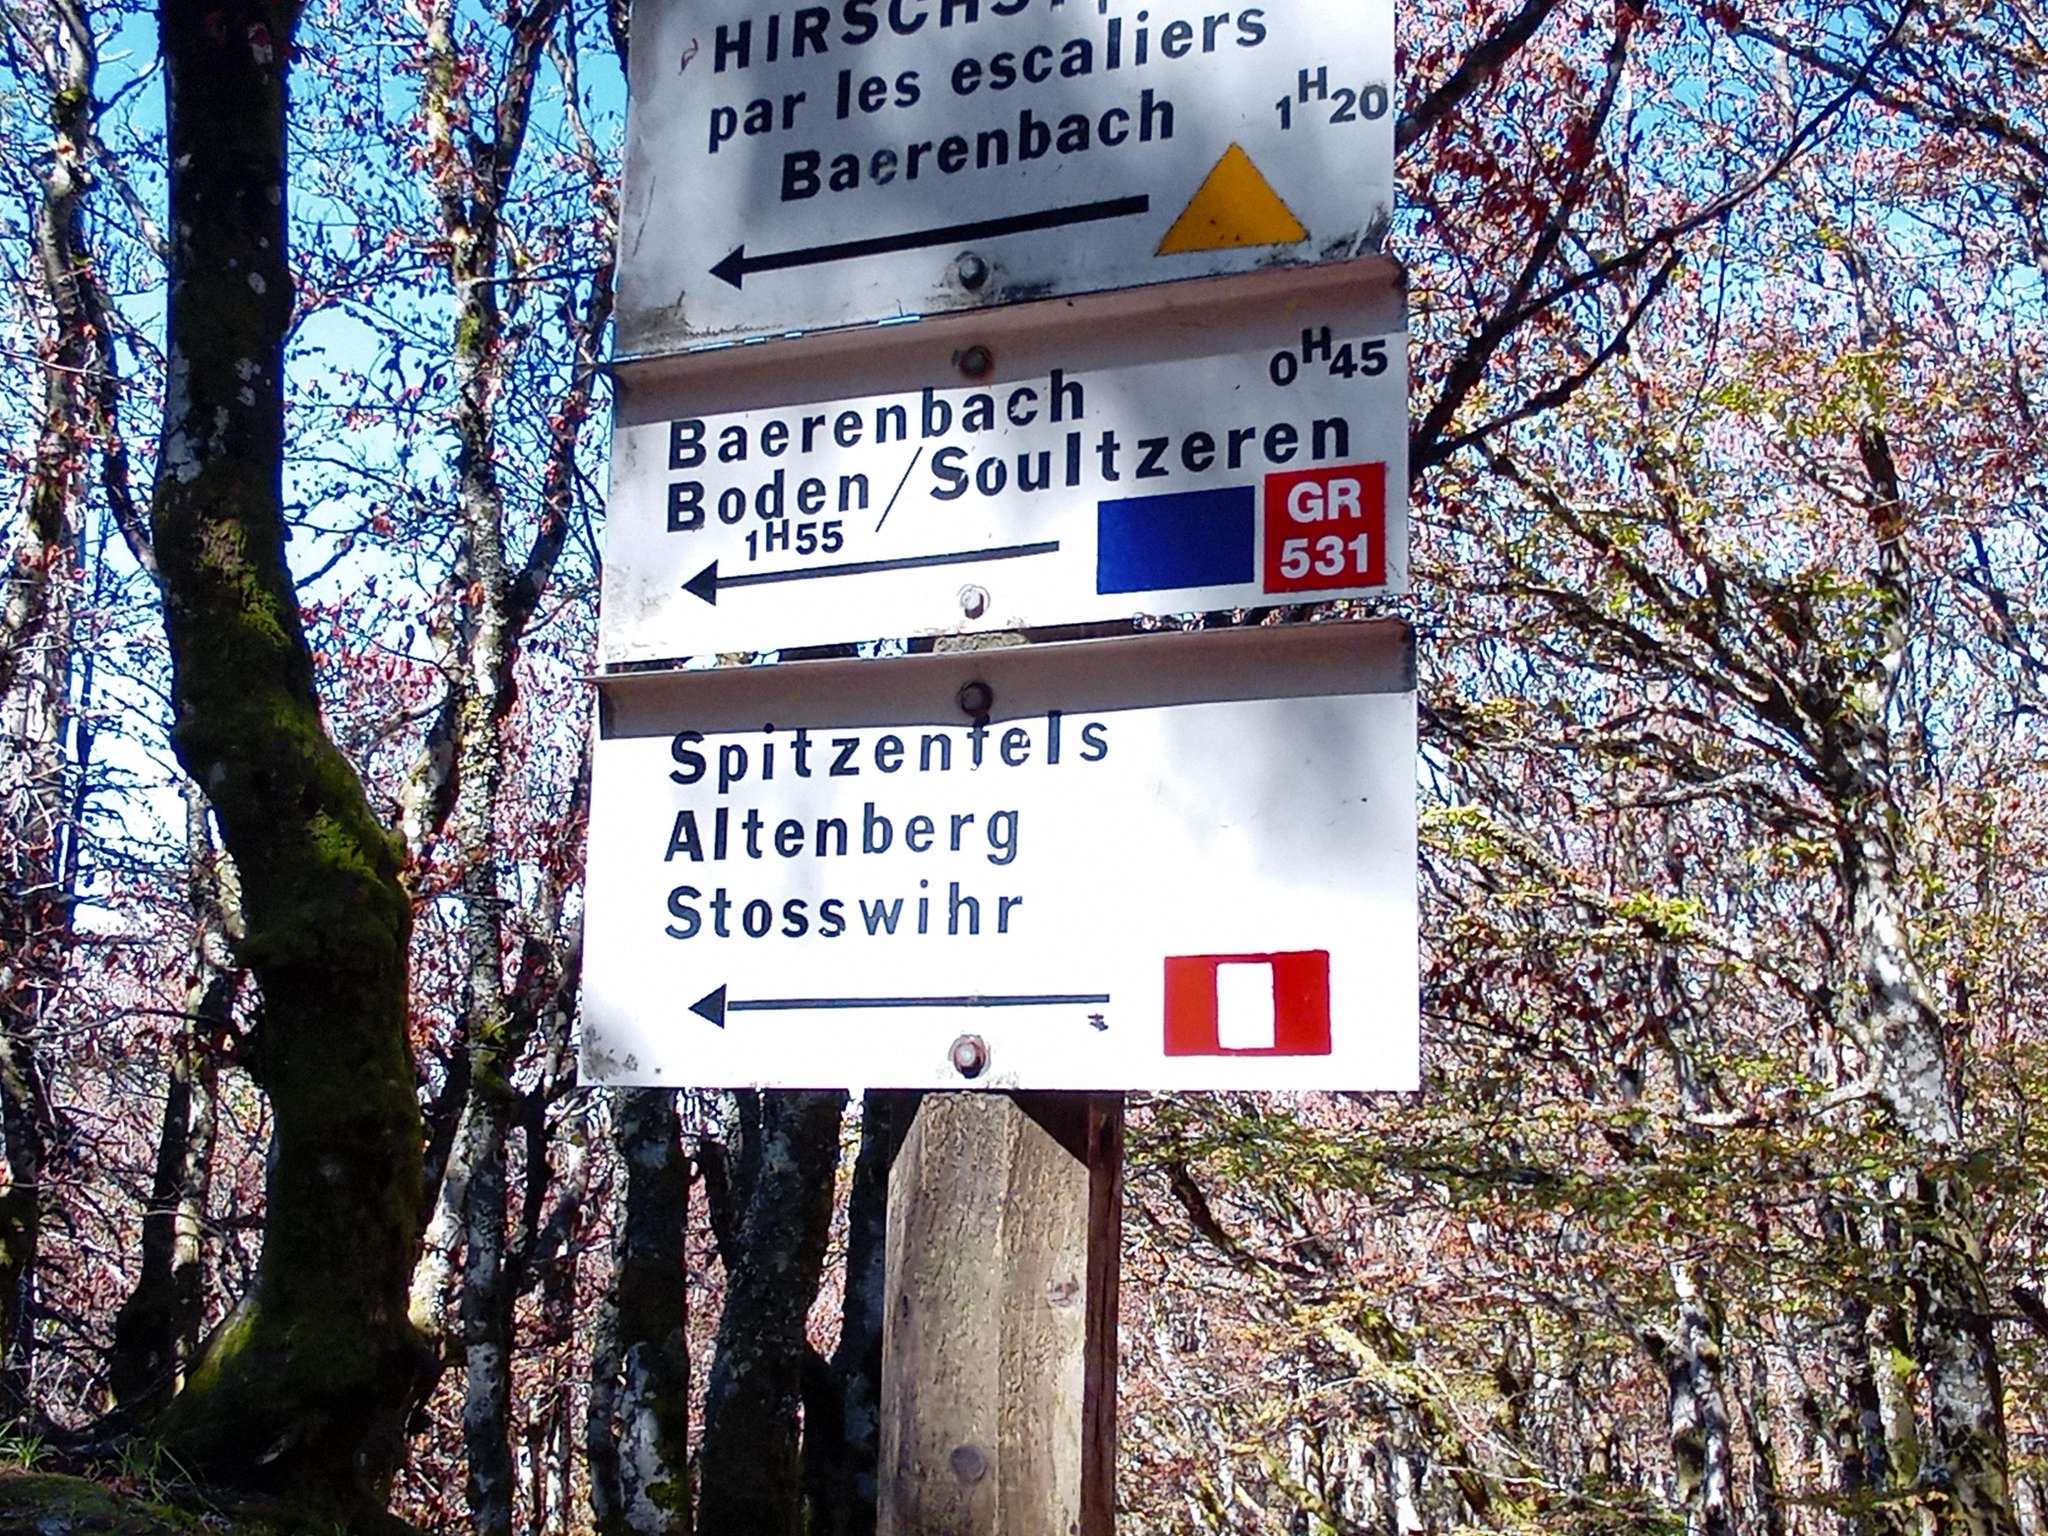 par les escaliers
Baerenbach 1H20
Baerenbach 0H45
Boden/Soultzeren
1H55
GR
531
Spitzenfels
Altenberg
Stosswihr